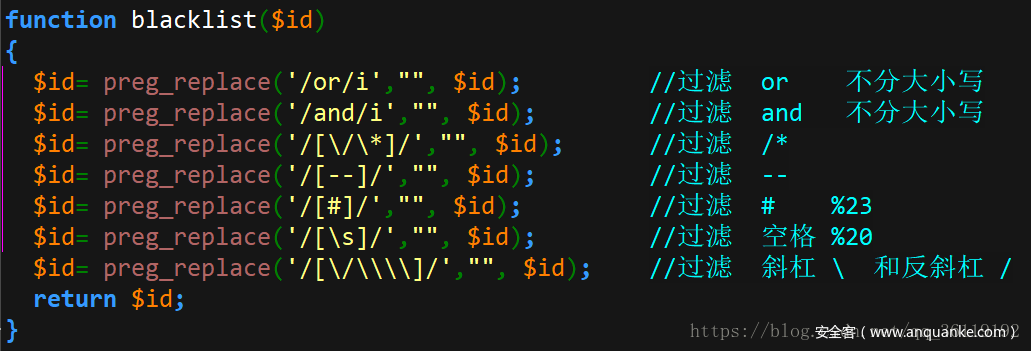 function blacklist($id)
{
$id= preg_replace('/or/i',"", $id); //过滤 or 不分大小写
$id= preg_replace('/and/i',"", $id); //过滤 and 不分大小写
$id= preg_replace('/[\/\*]/',"", $id); //过滤 /*
$id= preg_replace('/[--]/',"", $id); //过滤 --
$id= preg_replace('/[#]/',"", $id); //过滤 # %23
$id= preg_replace('/[\s]/',"", $id); //过滤 空格 %20
$id= preg_replace('/[\/\\\\]/',"", $id); //过滤 斜杠 \ 和反斜杠 /
return $id;
}
https://blog.
安全客（www.anquanke.com）